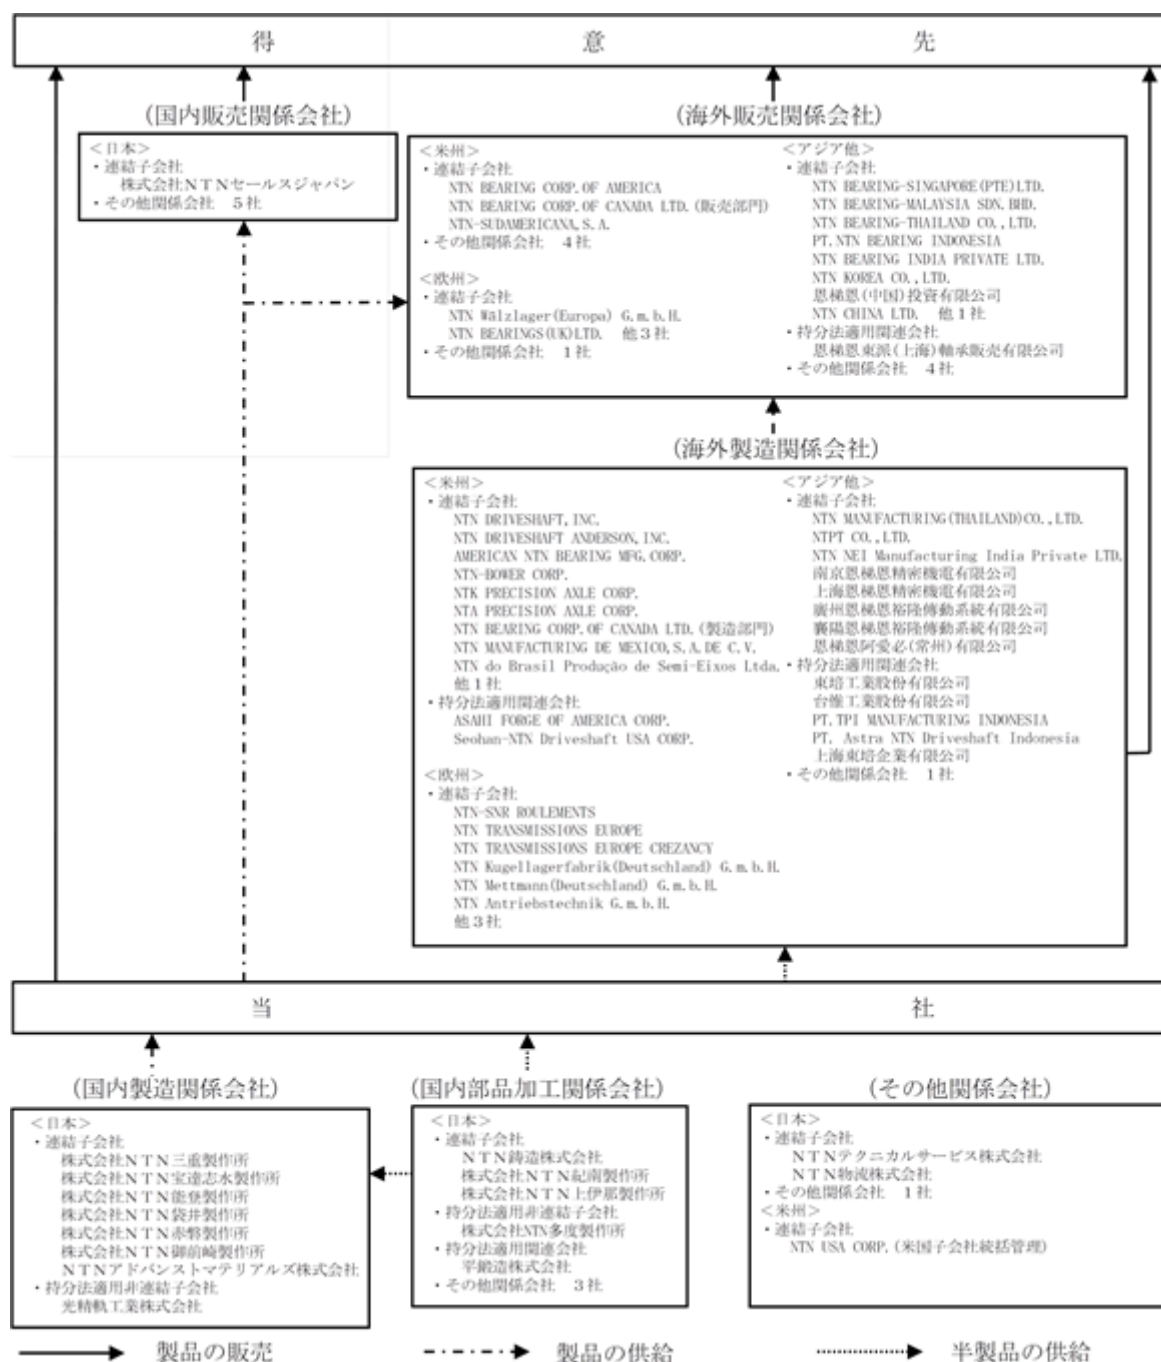 得　意　先
(国内販売関係会社)
＜日本＞
・連結子会社
株式会社ＮＴＮセールスジャパン
・その他関係会社　５社
(海外販売関係会社)
＜米州＞
・連結子会社
NTN BEARING CORP.OF AMERICA
NTN BEARING CORP.OF CANADA LTD.(販売部門)
NTN-SUDAMERICANA,S.A.
・その他関係会社　４社
＜欧州＞
・連結子会社
NTN Wälzlager(Europa) G.m.b.H.
NTN BEARINGS(UK)LTD.　他３社
・その他関係会社　１社
＜アジア他＞
・連結子会社
NTN BEARING-SINGAPORE(PTE)LTD.
NTN BEARING-MALAYSIA SDN.BHD.
NTN BEARING-THAILAND CO.,LTD.
PT.NTN BEARING INDONESIA
NTN BEARING INDIA PRIVATE LTD.
NTN KOREA CO.,LTD.
恩梯恩(中国)投資有限公司
NTN CHINA LTD.　他１社
・持分法適用関連会社
恩梯恩東派(上海)軸承販売有限公司
・その他関係会社　４社
(海外製造関係会社)
＜米州＞
・連結子会社
NTN DRIVESHAFT,INC.
NTN DRIVESHAFT ANDERSON,INC.
AMERICAN NTN BEARING MFG.CORP.
NTN-BOWER CORP.
NTK PRECISION AXLE CORP.
NTA PRECISION AXLE CORP.
NTN BEARING CORP.OF CANADA LTD.(製造部門)
NTN MANUFACTURING DE MEXICO,S.A.DE C.V.
NTN do Brasil Produção de Semi-Eixos Ltda.
他１社
・持分法適用関連会社
ASAHI FORGE OF AMERICA CORP.
Seohan-NTN Driveshaft USA CORP.
＜欧州＞
・連結子会社
NTN-SNR ROULEMENTS
NTN TRANSMISSIONS EUROPE
NTN TRANSMISSIONS EUROPE CREZANCY
NTN Kugellagerfabrik(Deutschland) G.m.b.H.
NTN Mettmann(Deutschland) G.m.b.H.
NTN Antriebstechnik G.m.b.H.
他３社
＜アジア他＞
・連結子会社
NTN MANUFACTURING(THAILAND)CO.,LTD.
NTPT CO.,LTD.
NTN NEI Manufacturing India Private LTD.
南京恩梯恩精密機電有限公司
上海恩梯恩精密機電有限公司
廣州恩梯恩裕隆傳動系統有限公司
襄陽恩梯恩裕隆傳動系統有限公司
恩梯恩阿愛必(常州)有限公司
・持分法適用関連会社
東培工業股份有限公司
台惟工業股份有限公司
PT.TPI MANUFACTURING INDONESIA
PT. Astra NTN Driveshaft Indonesia
上海東培企業有限公司
・その他関係会社　１社
当　社
(国内製造関係会社)
＜日本＞
・連結子会社
株式会社ＮＴＮ三重製作所
株式会社ＮＴＮ宝達志水製作所
株式会社ＮＴＮ能登製作所
株式会社ＮＴＮ袋井製作所
株式会社ＮＴＮ赤磐製作所
株式会社ＮＴＮ御前崎製作所
ＮＴＮアドバンストマテリアルズ株式会社
・持分法適用非連結子会社
光精軌工業株式会社
(国内部品加工関係会社)
＜日本＞
・連結子会社
ＮＴＮ鋳造株式会社
株式会社ＮＴＮ紀南製作所
株式会社ＮＴＮ上伊那製作所
・持分法適用非連結子会社
株式会社NTN多度製作所
・持分法適用関連会社
平鍛造株式会社
・その他関係会社　３社
(その他関係会社)
＜日本＞
・連結子会社
ＮＴＮテクニカルサービス株式会社
ＮＴＮ物流株式会社
・その他関係会社　１社
＜米州＞
・連結子会社
NTN USA CORP.(米国子会社統括管理)
製品の販売　製品の供給　半製品の供給